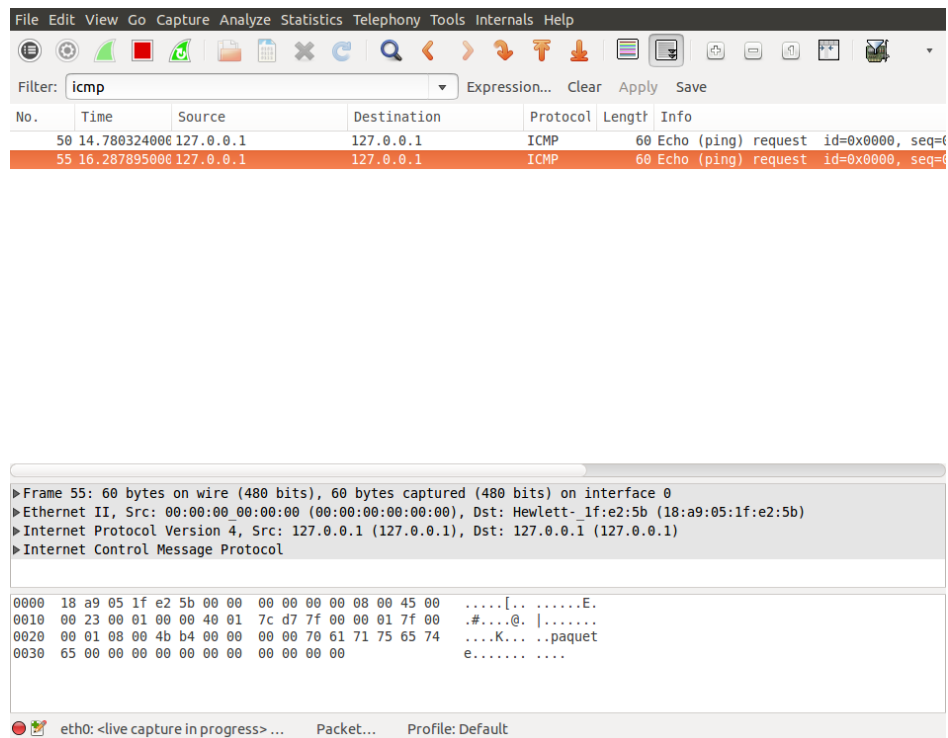 File Edit View Go Capture Analyze Statistics Telephony Tools Internals Help
Filter: icmp Expression... Clear Apply Save
No. Time Source Destination Protocol Lengtl Info
50 14.780324000 127.0.0.1 127.0.0.1 ICMP 60 Echo (ping) request id=0x0000, seq=0
55 16.287895000 127.0.0.1 127.0.0.1 ICMP 60 Echo (ping) request id=0x0000, seq=0
Frame 55: 60 bytes on wire (480 bits), 60 bytes captured (480 bits) on interface 0
Ethernet II, Src: 00:00:00_00:00:00 (00:00:00:00:00:00), Dst: Hewlett-_1f:e2:5b (18:a9:05:1f:e2:5b)
Internet Protocol Version 4, Src: 127.0.0.1 (127.0.0.1), Dst: 127.0.0.1 (127.0.0.1)
Internet Control Message Protocol
0000 18 a9 05 1f e2 5b 00 00 00 00 00 00 08 00 45 00 .....[.. ......E.
0010 00 23 00 01 00 00 40 01 7c d7 7f 00 00 01 7f 00 .#....@. |.......
0020 00 01 08 00 4b b4 00 00 00 00 70 61 71 75 65 74 ....K... ..paquet
0030 65 00 00 00 00 00 00 00 00 00 00 00 e....... ....
eth0: <live capture in progress> ... Packet... Profile: Default